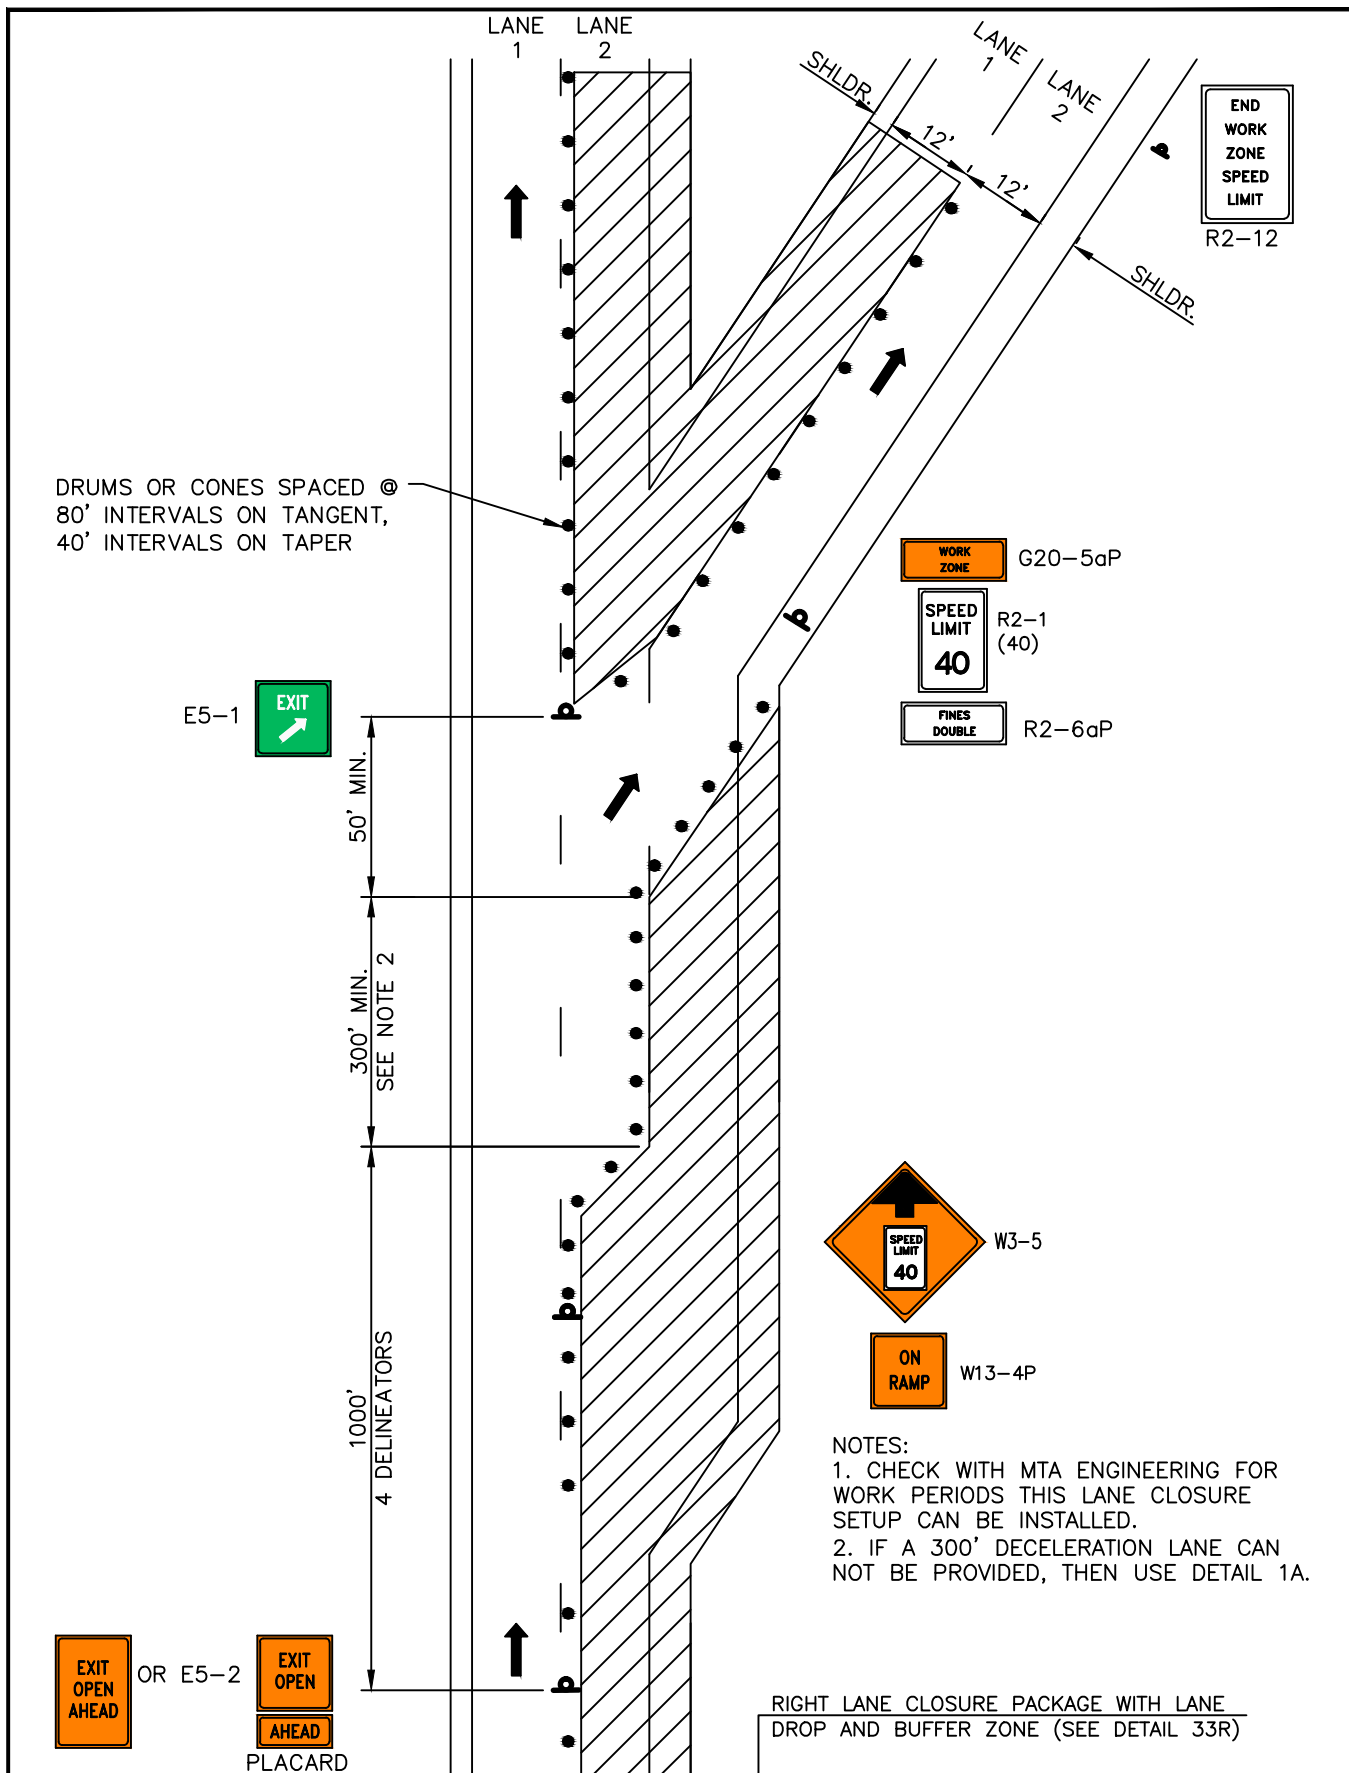 LANE
1
LANE
2
LANE
1
LANE
2
SHLDR.
12'
12'
SHLDR.
END
WORK
ZONE
SPEED
LIMIT
R2-12
DRUMS OR CONES SPACED @
80' INTERVALS ON TANGENT,
40' INTERVALS ON TAPER
WORK
ZONE
G20-5aP
SPEED
LIMIT
40
R2-1
(40)
FINES
DOUBLE
R2-6aP
E5-1
EXIT
50' MIN.
300' MIN.
SEE NOTE 2
1000'
4 DELINEATORS
SPEED
LIMIT
40
W3-5
ON
RAMP
W13-4P
NOTES:
1. CHECK WITH MTA ENGINEERING FOR
WORK PERIODS THIS LANE CLOSURE
SETUP CAN BE INSTALLED.
2. IF A 300' DECELERATION LANE CAN
NOT BE PROVIDED, THEN USE DETAIL 1A.
EXIT
OPEN
AHEAD
OR E5-2
EXIT
OPEN
AHEAD
PLACARD
RIGHT LANE CLOSURE PACKAGE WITH LANE
DROP AND BUFFER ZONE (SEE DETAIL 33R)